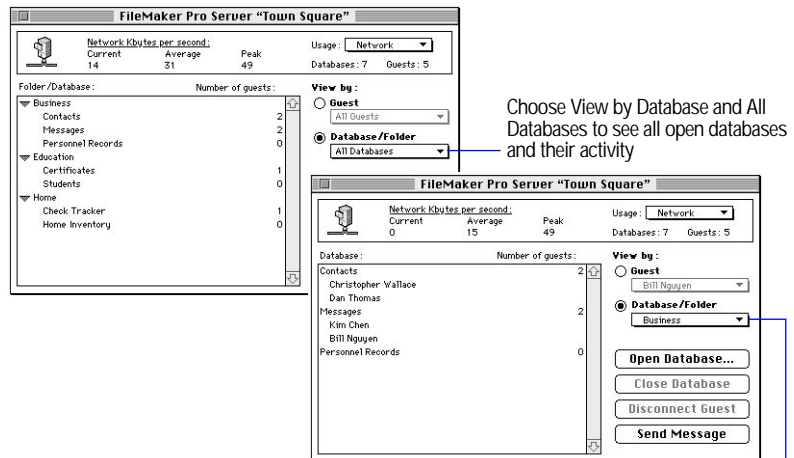 FileMaker Pro Server “Town Square”
Network Kbytes per second:
Current Average Peak
14 31 49
Usage: Network
Databases: 7 Guests: 5
Folder/Database: Number of guests:
Business
Contacts 2
Messages 2
Personnel Records 0
Education
Certificates 1
Students 0
Home
Check Tracker 1
Home Inventory 0
View by:
Guest
All Guests
Database/Folder
All Databases
Choose View by Database and All
Databases to see all open databases
and their activity
FileMaker Pro Server “Town Square”
Network Kbytes per second:
Current Average Peak
0 15 49
Usage: Network
Databases: 7 Guests: 5
Database: Number of guests:
Contacts 2
Christopher Wallace
Dan Thomas
Messages 2
Kim Chen
Bill Nguyen
Personnel Records 0
View by:
Guest
Bill Nguyen
Database/Folder
Business
Open Database...
Close Database
Disconnect Guest
Send Message